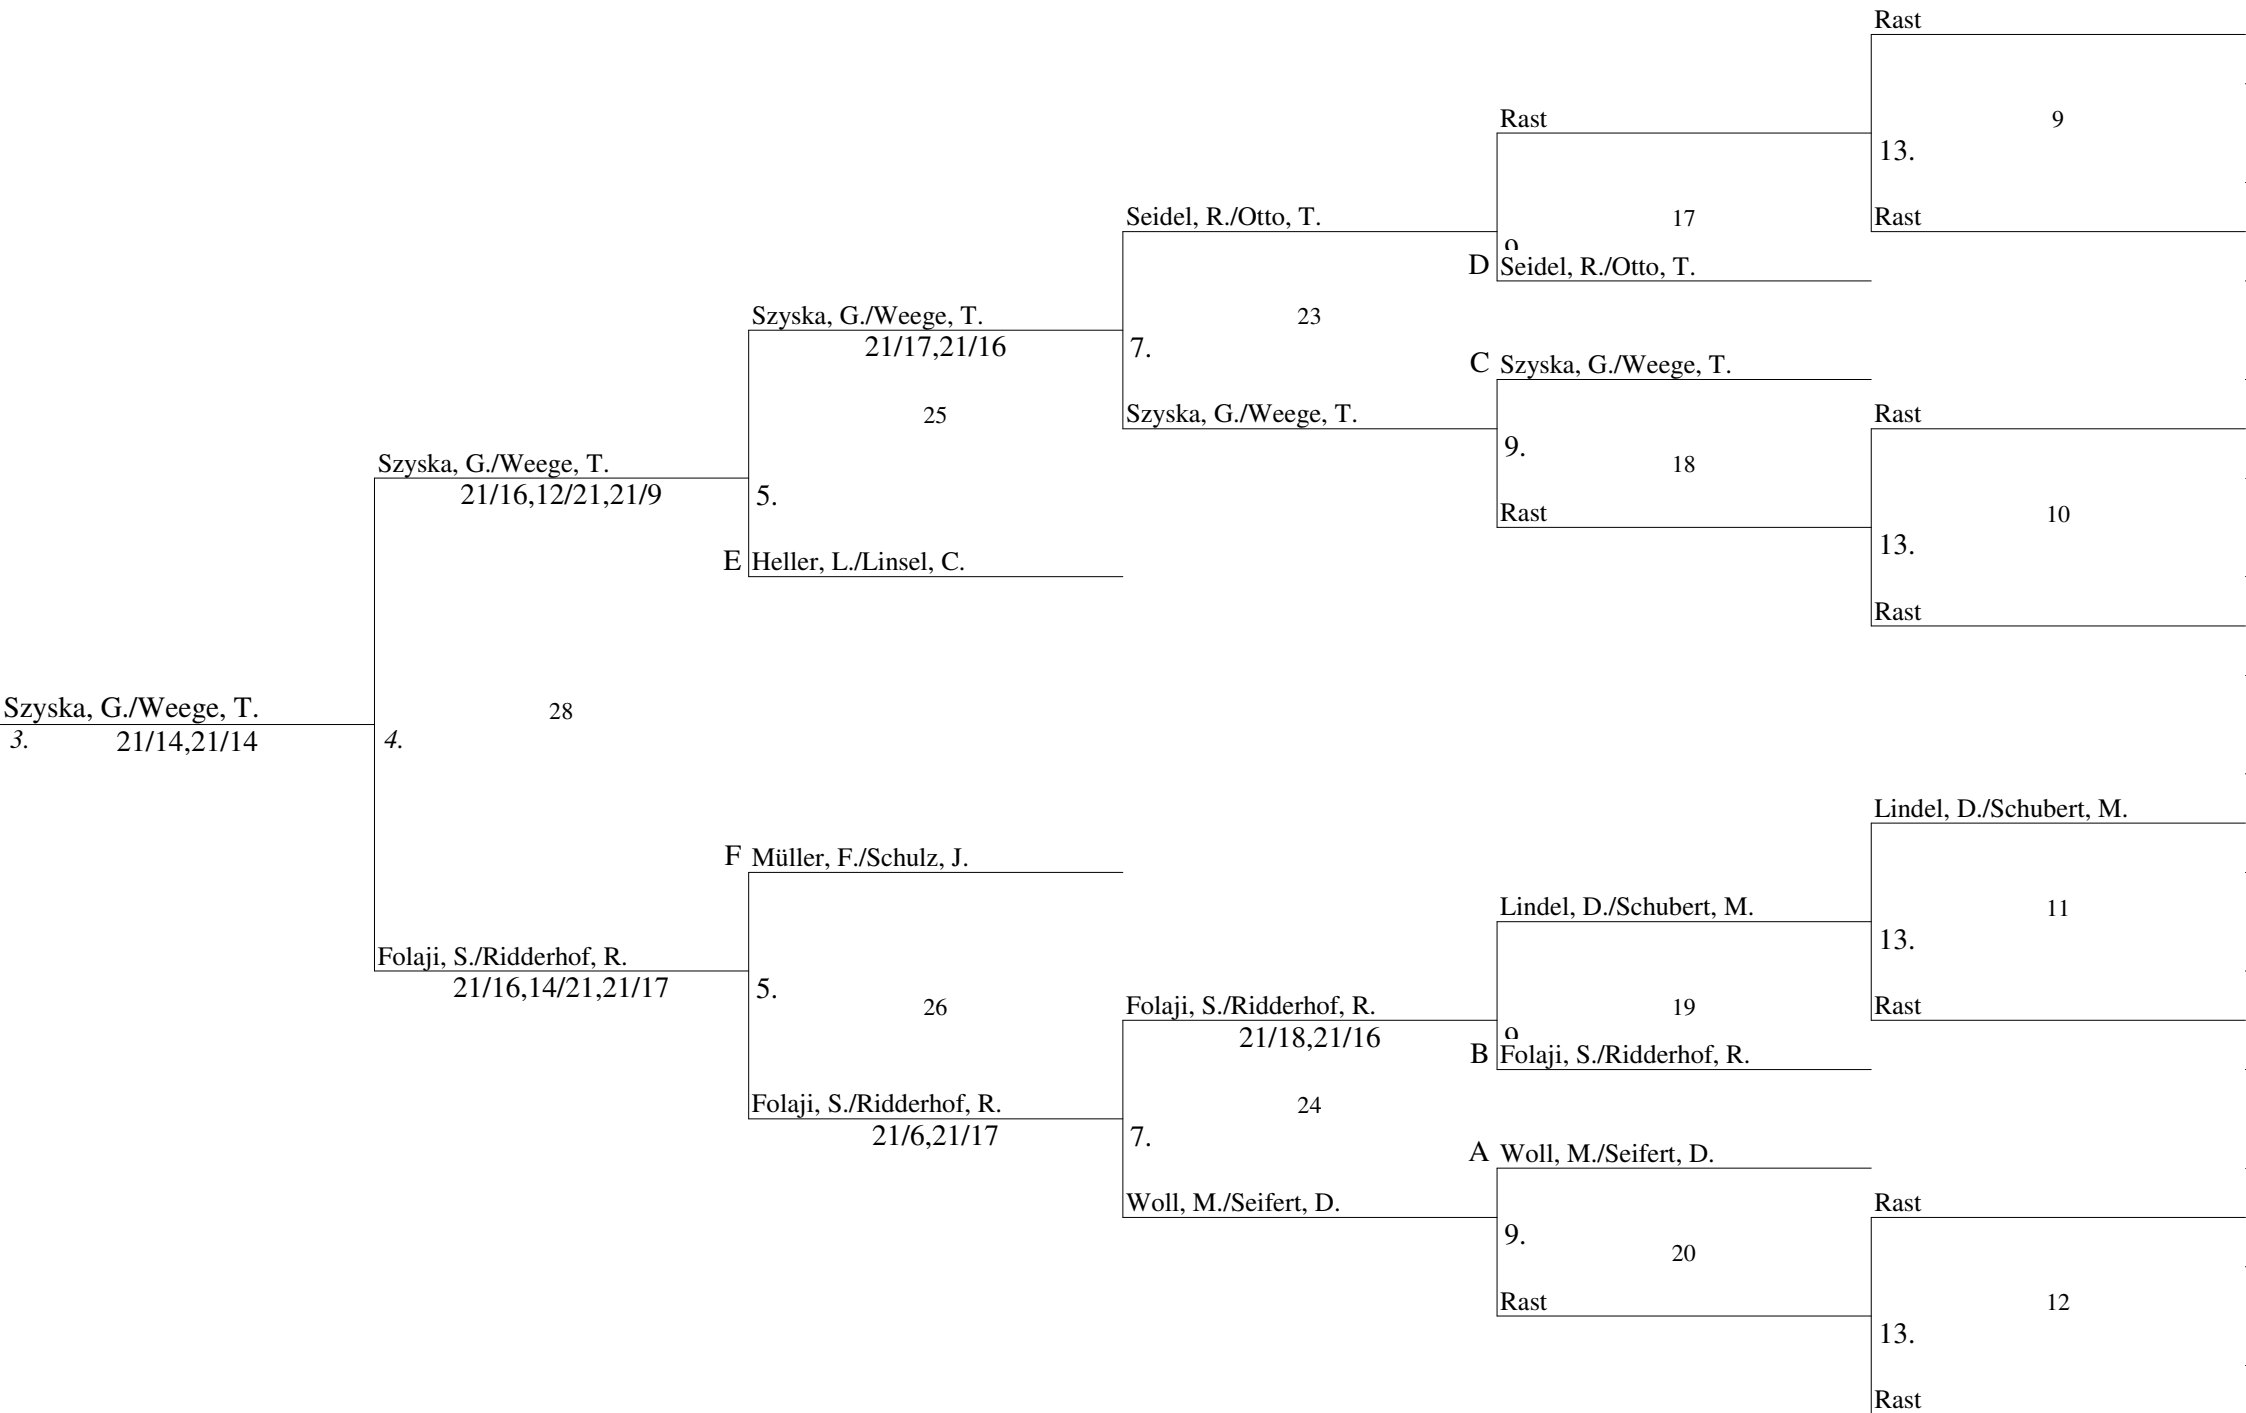 Rast
Rast
9
13.
Seidel, R./Otto, T.
17
Rast
9.
D Seidel, R./Otto, T.
Szyska, G./Weege, T.
23
21/17,21/16
7.
C Szyska, G./Weege, T.
25
Szyska, G./Weege, T.
Rast
9.
Szyska, G./Weege, T.
18
21/16,12/21,21/9
5.
Rast
10
13.
E Heller, L./Linsel, C.
Rast
Szyska, G./Weege, T.
28
3. 21/14,21/14
4.
Lindel, D./Schubert, M.
F Müller, F./Schulz, J.
Lindel, D./Schubert, M.
11
13.
Folaji, S./Ridderhof, R.
21/16,14/21,21/17
5.
26
Folaji, S./Ridderhof, R.
19
Rast
21/18,21/16
9.
B Folaji, S./Ridderhof, R.
Folaji, S./Ridderhof, R.
24
21/6,21/17
7.
A Woll, M./Seifert, D.
Woll, M./Seifert, D.
Rast
9.
20
Rast
12
13.
Rast